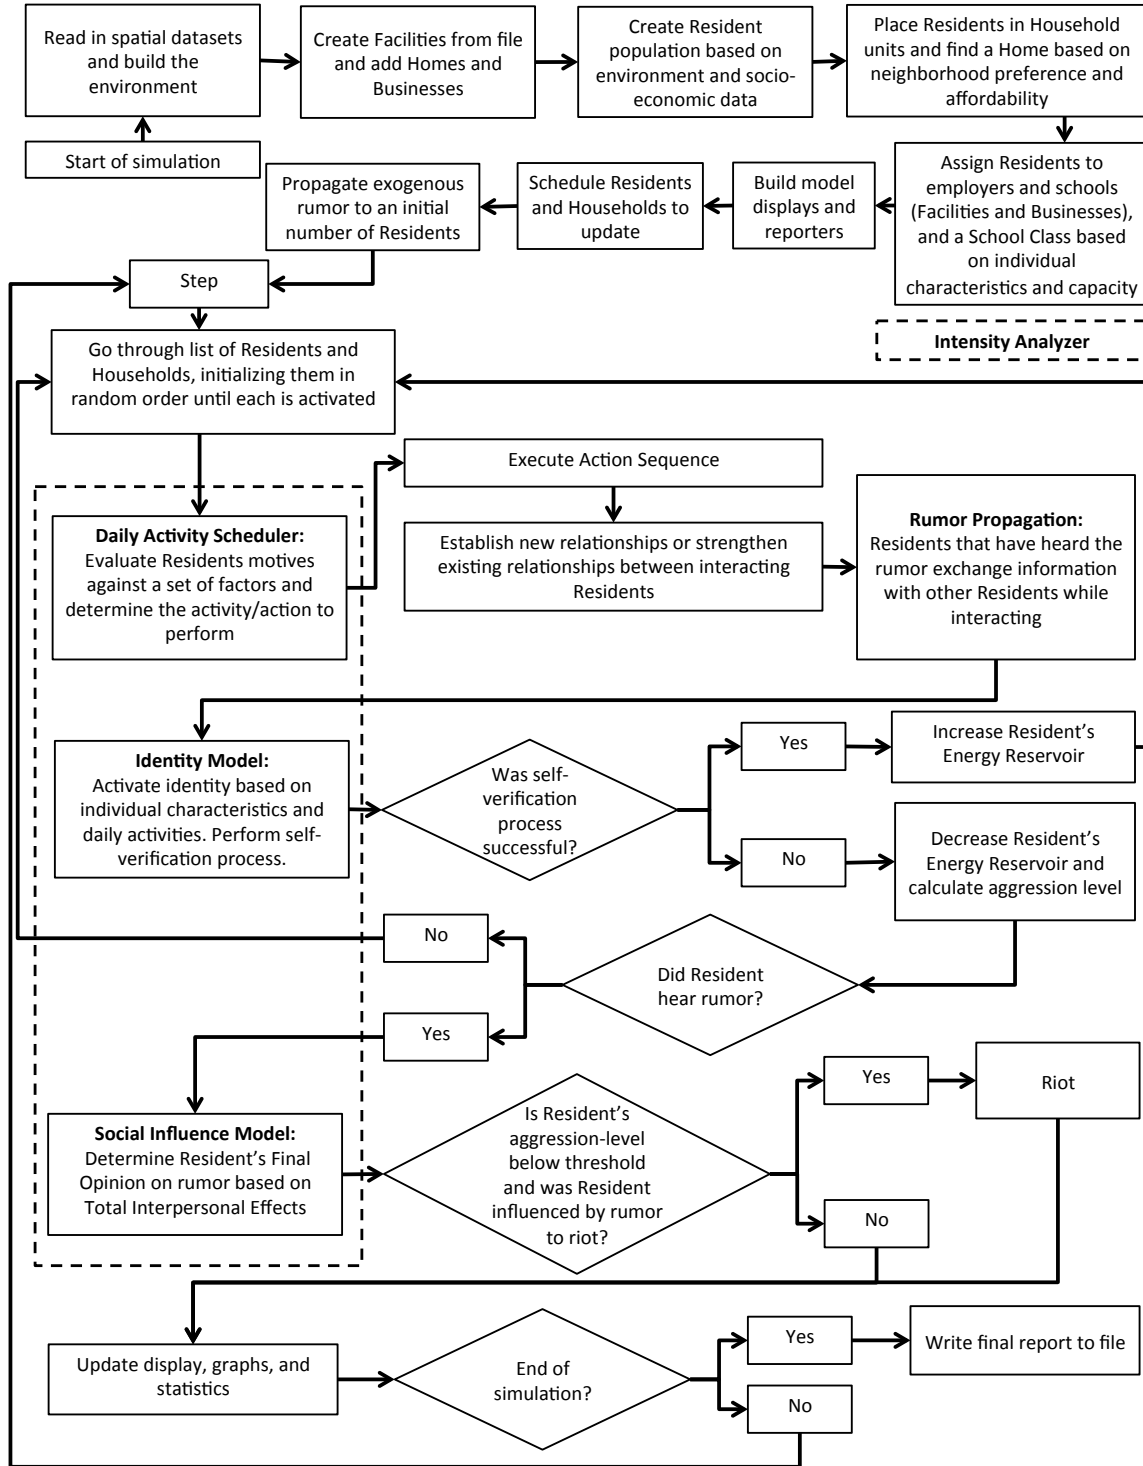 Read in spatial datasets
and build the
environment
Create Facilities from file
and add Homes and
Businesses
Create Resident
population based on
environment and socio-
economic data
Place Residents in Household
units and find a Home based on
neighborhood preference and
affordability
Start of simulation
Propagate exogenous
rumor to an initial
number of Residents
Schedule Residents
and Households to
update
Build model
displays and
reporters
Assign Residents to
employers and schools
(Facilities and Businesses),
and a School Class based
on individual
characteristics and capacity
Step
Intensity Analyzer
Go through list of Residents and
Households, initializing them in
random order until each is activated
Execute Action Sequence
Daily Activity Scheduler:
Evaluate Residents motives
against a set of factors and
determine the activity/action to
perform
Establish new relationships or strengthen
existing relationships between interacting
Residents
Rumor Propagation:
Residents that have heard the
rumor exchange information
with other Residents while
interacting
Identity Model:
Activate identity based on
individual characteristics and
daily activities. Perform self-
verification process.
Was self-
verification
process
successful?
Yes
Increase Resident's
Energy Reservoir
No
Decrease Resident's
Energy Reservoir and
calculate aggression level
No
Did Resident
hear rumor?
Yes
Social Influence Model:
Determine Resident's Final
Opinion on rumor based on
Total Interpersonal Effects
Is Resident's
aggression-level
below threshold
and was Resident
influenced by rumor
to riot?
Yes
Riot
No
Update display, graphs, and
statistics
End of
simulation?
Yes
Write final report to file
No